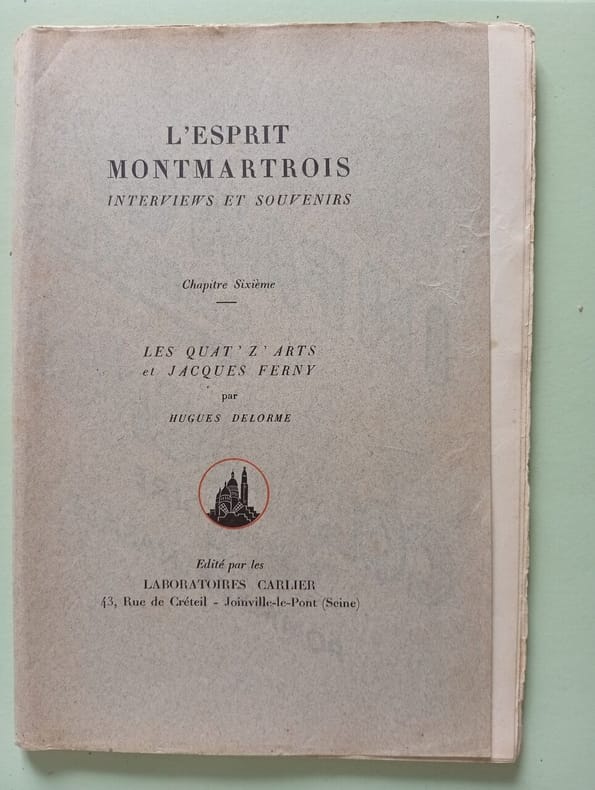 L'ESPRIT
MONTMARTROIS
INTERVIEWS ET SOUVENIRS
Chapitre Sixième
LES QUAT' Z' ARTS
et JACQUES FERNY
par
HUGUES DELORME
Edité par les
LABORATOIRES CARLIER
43, Rue de Créteil - Joinville-le-Pont (Seine)